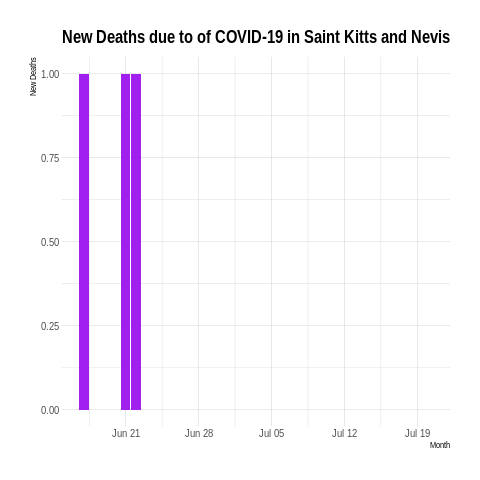 New Deaths due to of COVID-19 in Saint Kitts and Nevis
New Deaths
1.00
0.75
0.50
0.25
0.00
Jun 21 Jun 28 Jul 05 Jul 12 Jul 19
Month